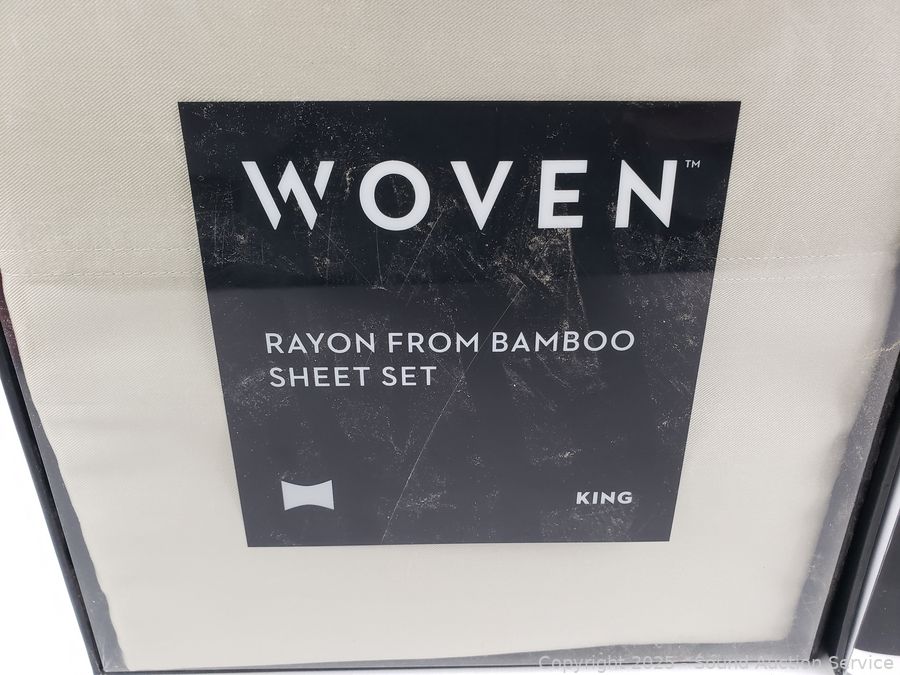 WOVEN™
RAYON FROM BAMBOO
SHEET SET
KING
Copyright 2025 - Sound Auction Service